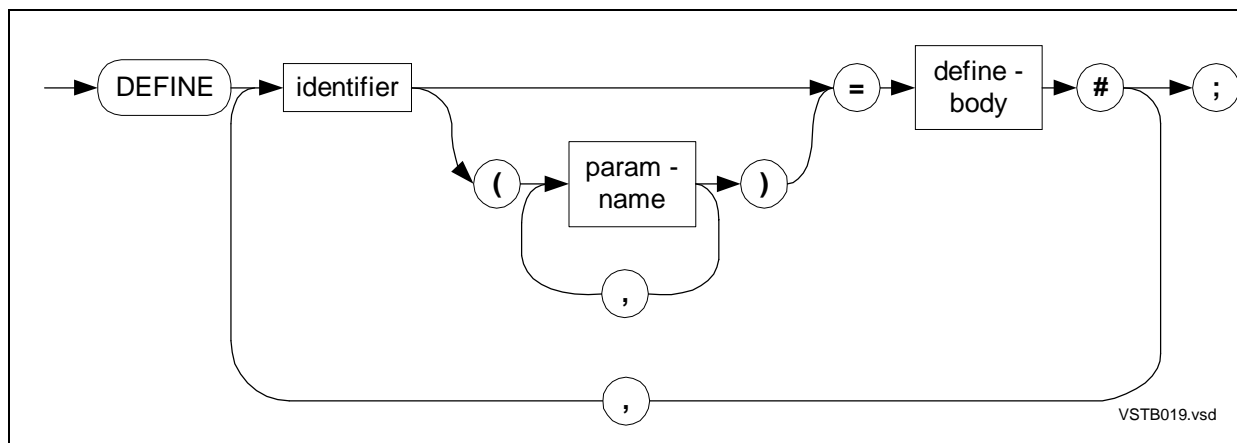 DEFINE
identifier
=
define -
body
#
;
(
param -
name
)
,
,
VSTB019.vsd